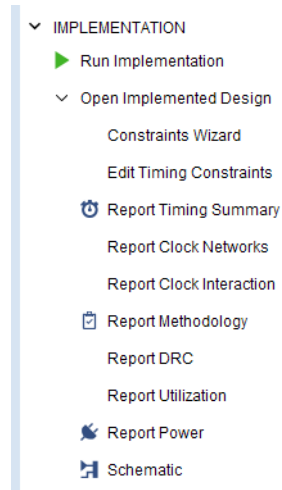 IMPLEMENTATION
Run Implementation
Open Implemented Design
Constraints Wizard
Edit Timing Constraints
Report Timing Summary
Report Clock Networks
Report Clock Interaction
Report Methodology
Report DRC
Report Utilization
Report Power
Schematic